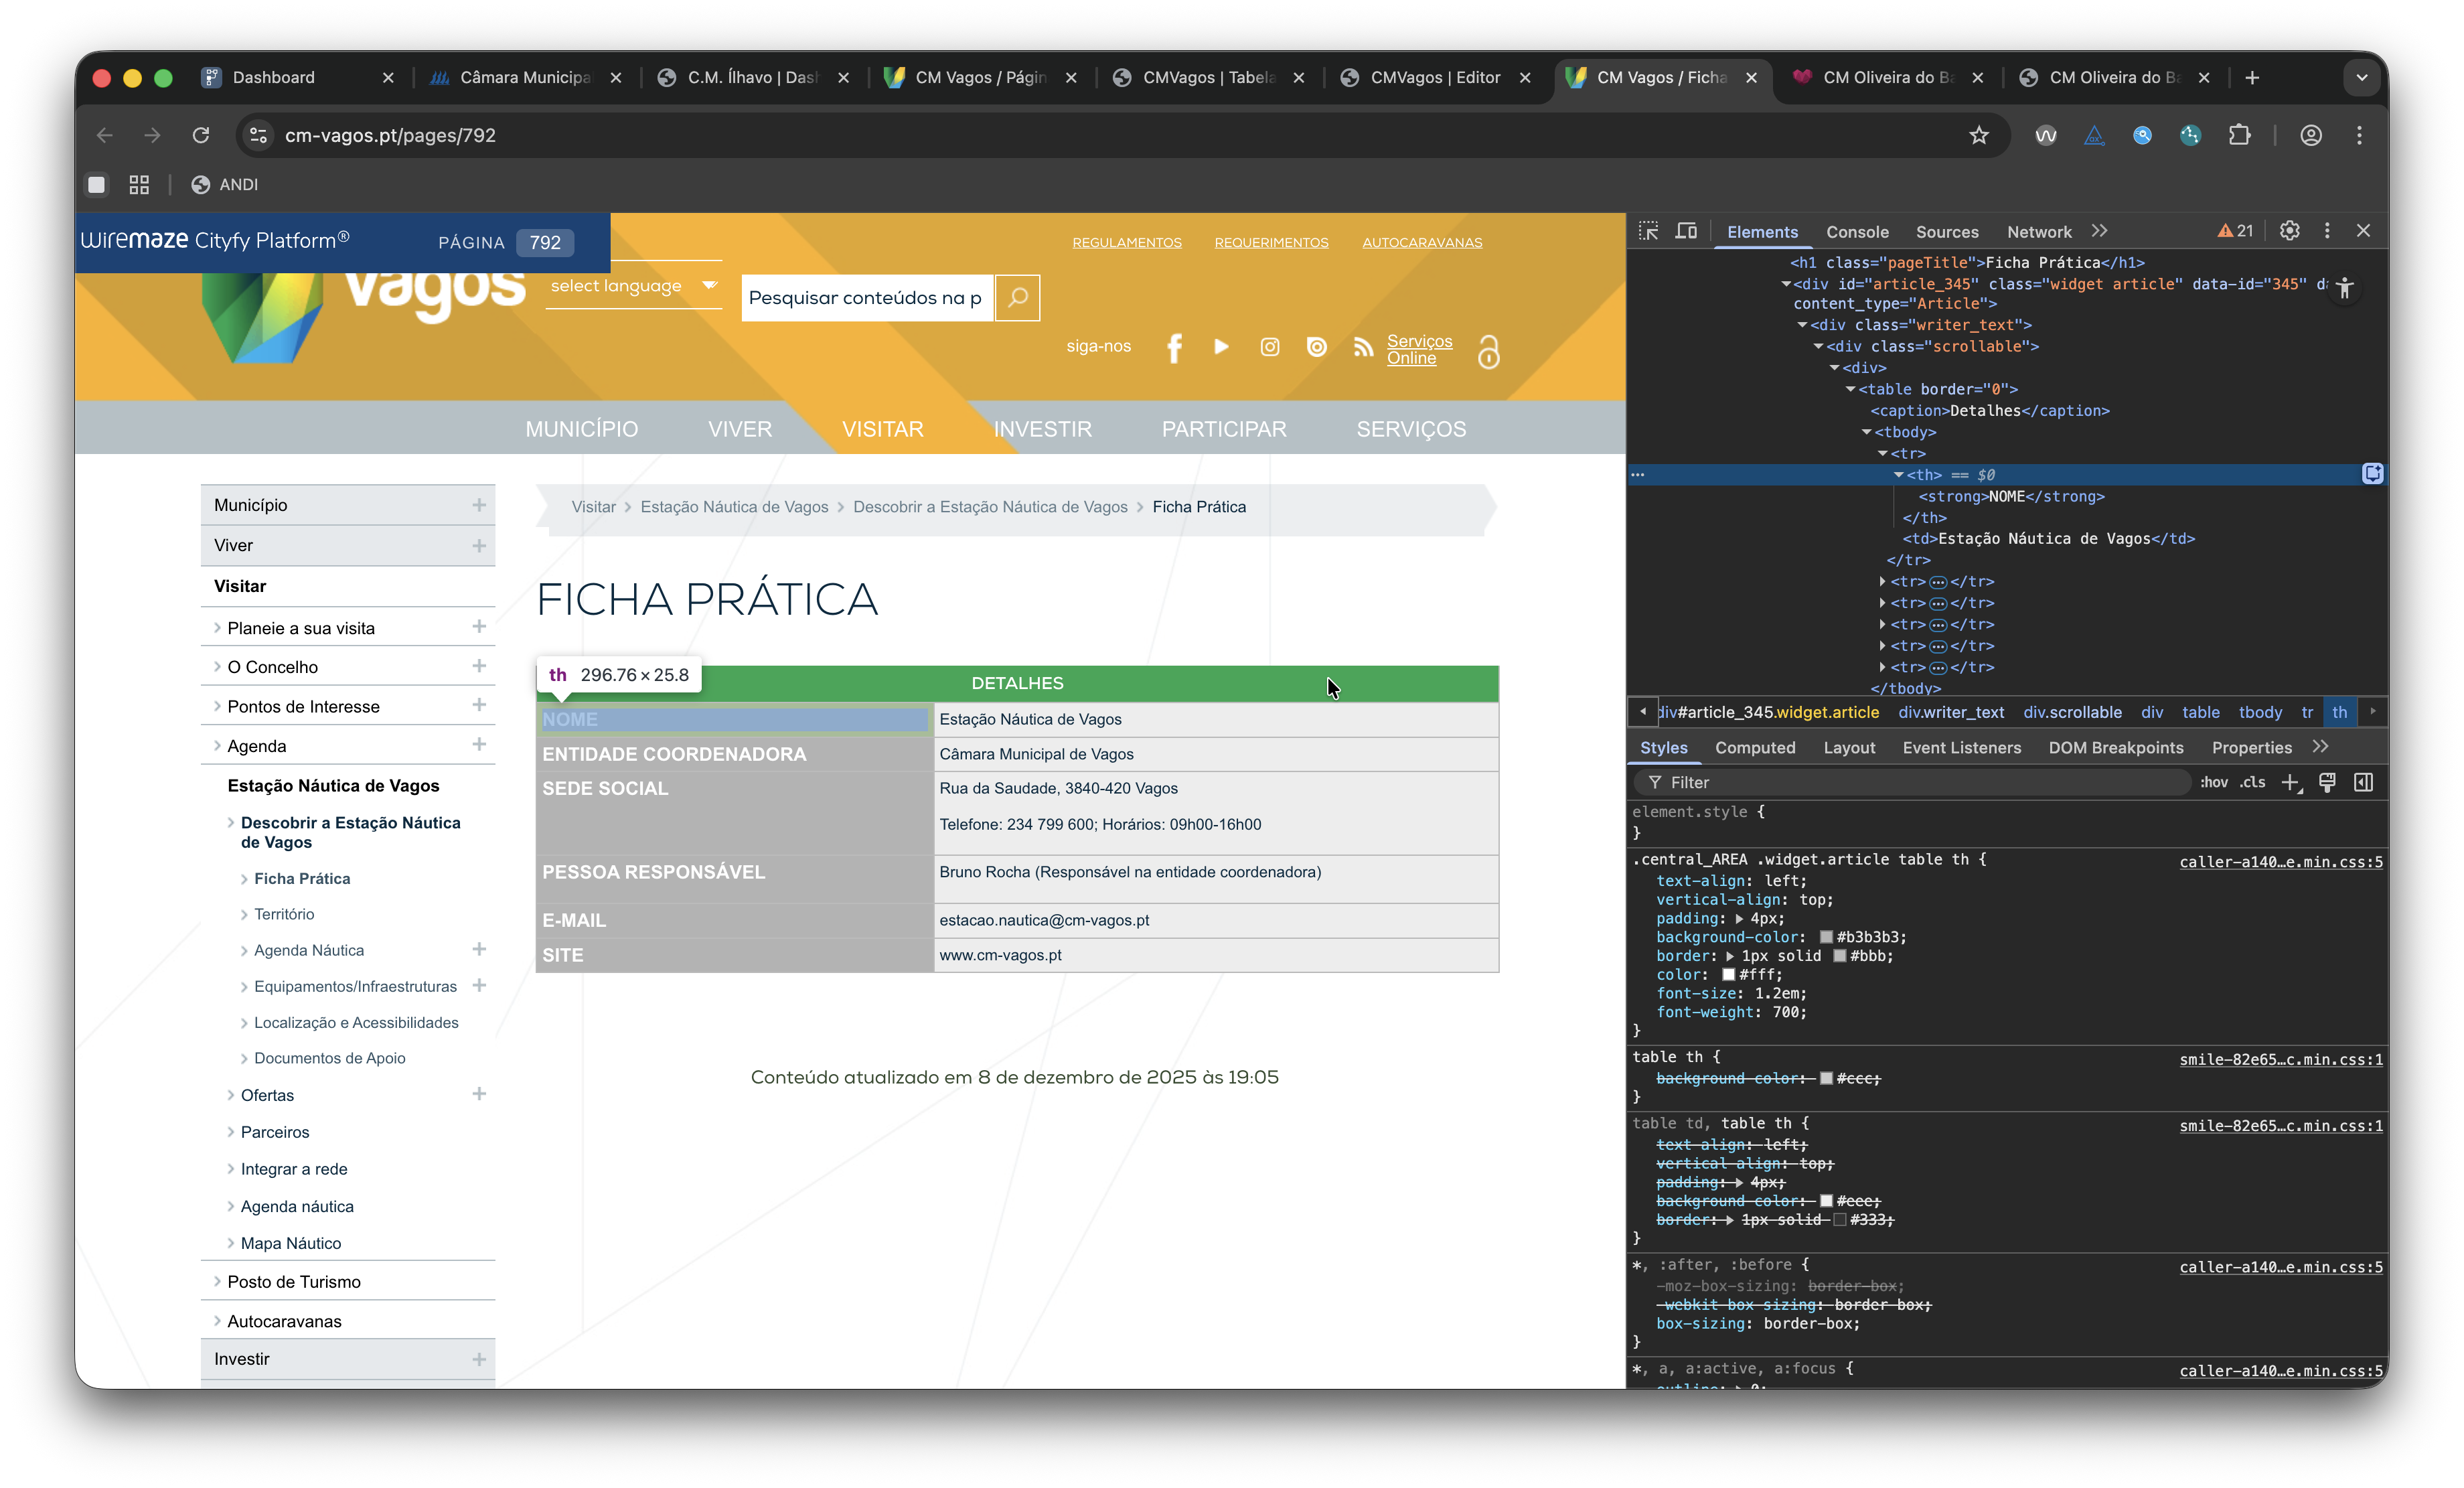 Dashboard
Câmara Municipa
C.M. Ílhavo | Dash
CM Vagos / Págin
CMVagos | Tabela
CMVagos | Editor
CM Vagos / Ficha
CM Oliveira do Ba
CM Oliveira do Ba
cm-vagos.pt/pages/792
ANDI
wiremaze Cityfy Platform®
PÁGINA 792
REGULAMENTOS
REQUERIMENTOS
AUTOCARAVANAS
vagos
select language
Pesquisar conteúdos na p
siga-nos
Serviços
Online
MUNICÍPIO
VIVER
VISITAR
INVESTIR
PARTICIPAR
SERVIÇOS
Município
Viver
Visitar
Planeie a sua visita
O Concelho
Pontos de Interesse
Agenda
Estação Náutica de Vagos
Descobrir a Estação Náutica
de Vagos
Ficha Prática
Território
Agenda Náutica
Equipamentos/Infraestruturas
Localização e Acessibilidades
Documentos de Apoio
Ofertas
Parceiros
Integrar a rede
Agenda náutica
Mapa Náutico
Posto de Turismo
Autocaravanas
Investir
Visitar > Estação Náutica de Vagos > Descobrir a Estação Náutica de Vagos > Ficha Prática
FICHA PRÁTICA
th 296.76 × 25.8
DETALHES
NOME Estação Náutica de Vagos
ENTIDADE COORDENADORA Câmara Municipal de Vagos
SEDE SOCIAL Rua da Saudade, 3840-420 Vagos
Telefone: 234 799 600; Horários: 09h00-16h00
PESSOA RESPONSÁVEL Bruno Rocha (Responsável na entidade coordenadora)
E-MAIL estacao.nautica@cm-vagos.pt
SITE www.cm-vagos.pt
Conteúdo atualizado em 8 de dezembro de 2025 às 19:05
Elements Console Sources Network 21
<h1 class="pageTitle">Ficha Prática</h1>
<div id="article_345" class="widget article" data-id="345" da
content_type="Article">
<div class="writer_text">
<div class="scrollable">
<div>
<table border="0">
<caption>Detalhes</caption>
<tbody>
<tr>
<th> == $0
<strong>NOME</strong>
</th>
<td>Estação Náutica de Vagos</td>
</tr>
<tr> </tr>
<tr> </tr>
<tr> </tr>
<tr> </tr>
<tr> </tr>
</tbody>
div#article_345.widget.article div.writer_text div.scrollable div table tbody tr th
Styles Computed Layout Event Listeners DOM Breakpoints Properties
Filter :hov .cls
element.style {
}
.central_AREA .widget.article table th { caller-a140…e.min.css:5
text-align: left;
vertical-align: top;
padding: 4px;
background-color: #b3b3b3;
border: 1px solid #bbb;
color: #fff;
font-size: 1.2em;
font-weight: 700;
}
table th { smile-82e65…c.min.css:1
background-color: #ccc;
}
table td, table th { smile-82e65…c.min.css:1
text-align: left;
vertical-align: top;
padding: 4px;
background-color: #eee;
border: 1px solid #333;
}
*, :after, :before { caller-a140…e.min.css:5
-moz-box-sizing: border-box;
-webkit-box-sizing: border-box;
box-sizing: border-box;
}
*, a, a:active, a:focus { caller-a140…e.min.css:5
outline: 0;